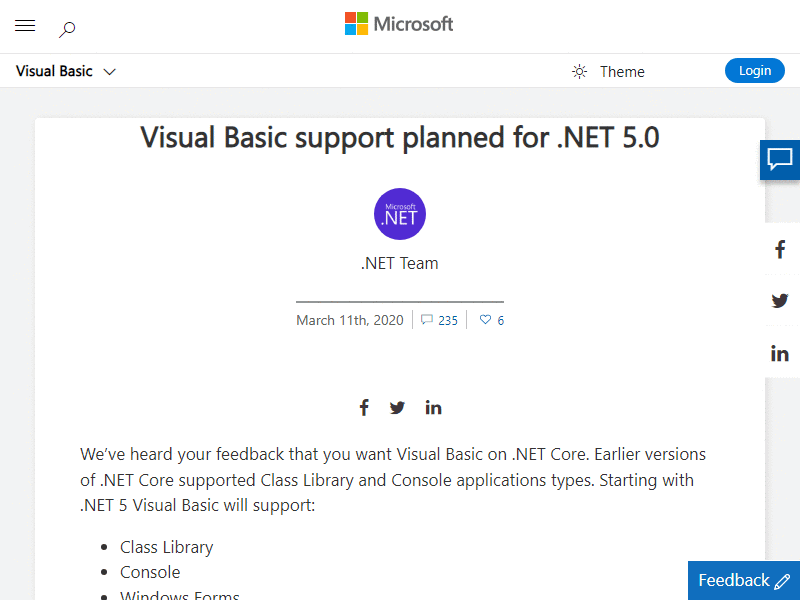 Microsoft
Visual Basic
Theme
Login
Visual Basic support planned for .NET 5.0
Microsoft
.NET
.NET Team
March 11th, 2020
235
6
We’ve heard your feedback that you want Visual Basic on .NET Core. Earlier versions
of .NET Core supported Class Library and Console applications types. Starting with
.NET 5 Visual Basic will support:
Class Library
Console
Windows Forms
Feedback